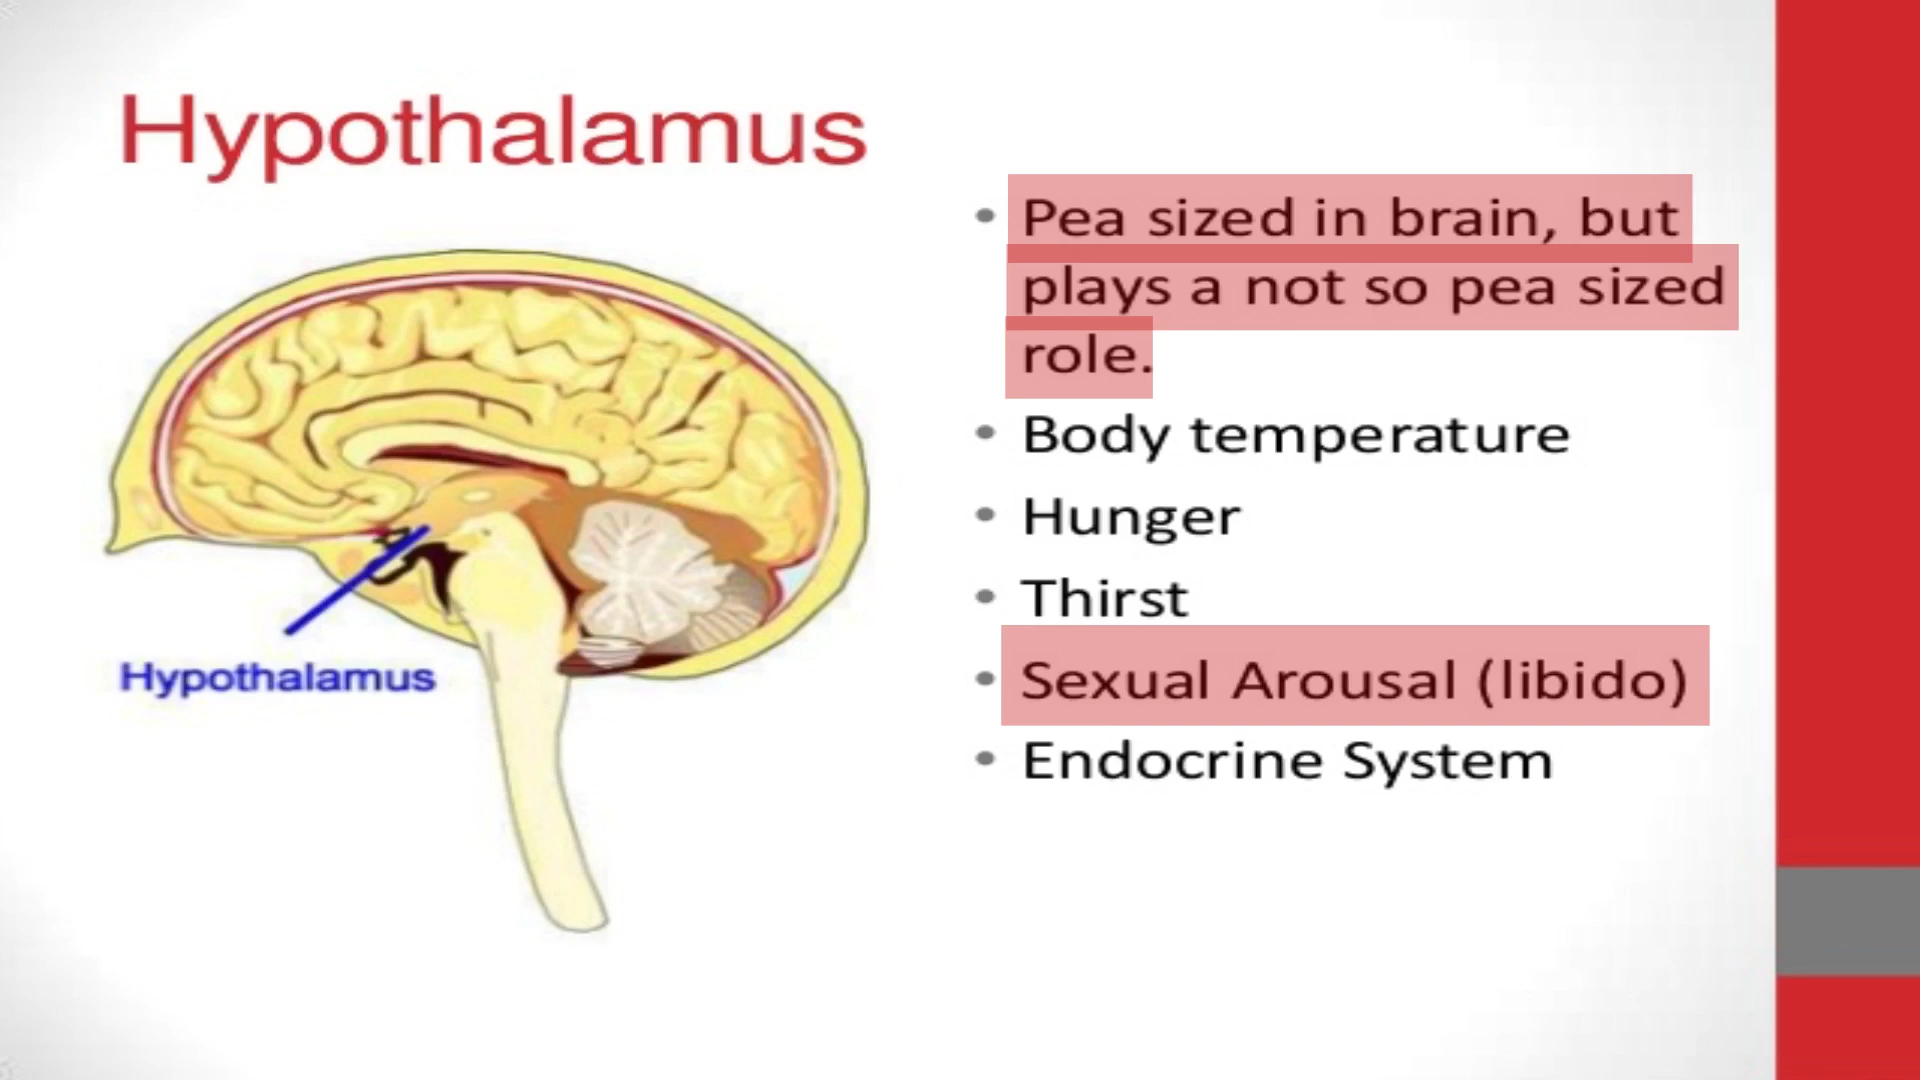 Hypothalamus
• Pea sized in brain, but
plays a not so pea sized
role.
• Body temperature
• Hunger
• Thirst
• Sexual Arousal (libido)
• Endocrine System
Hypothalamus